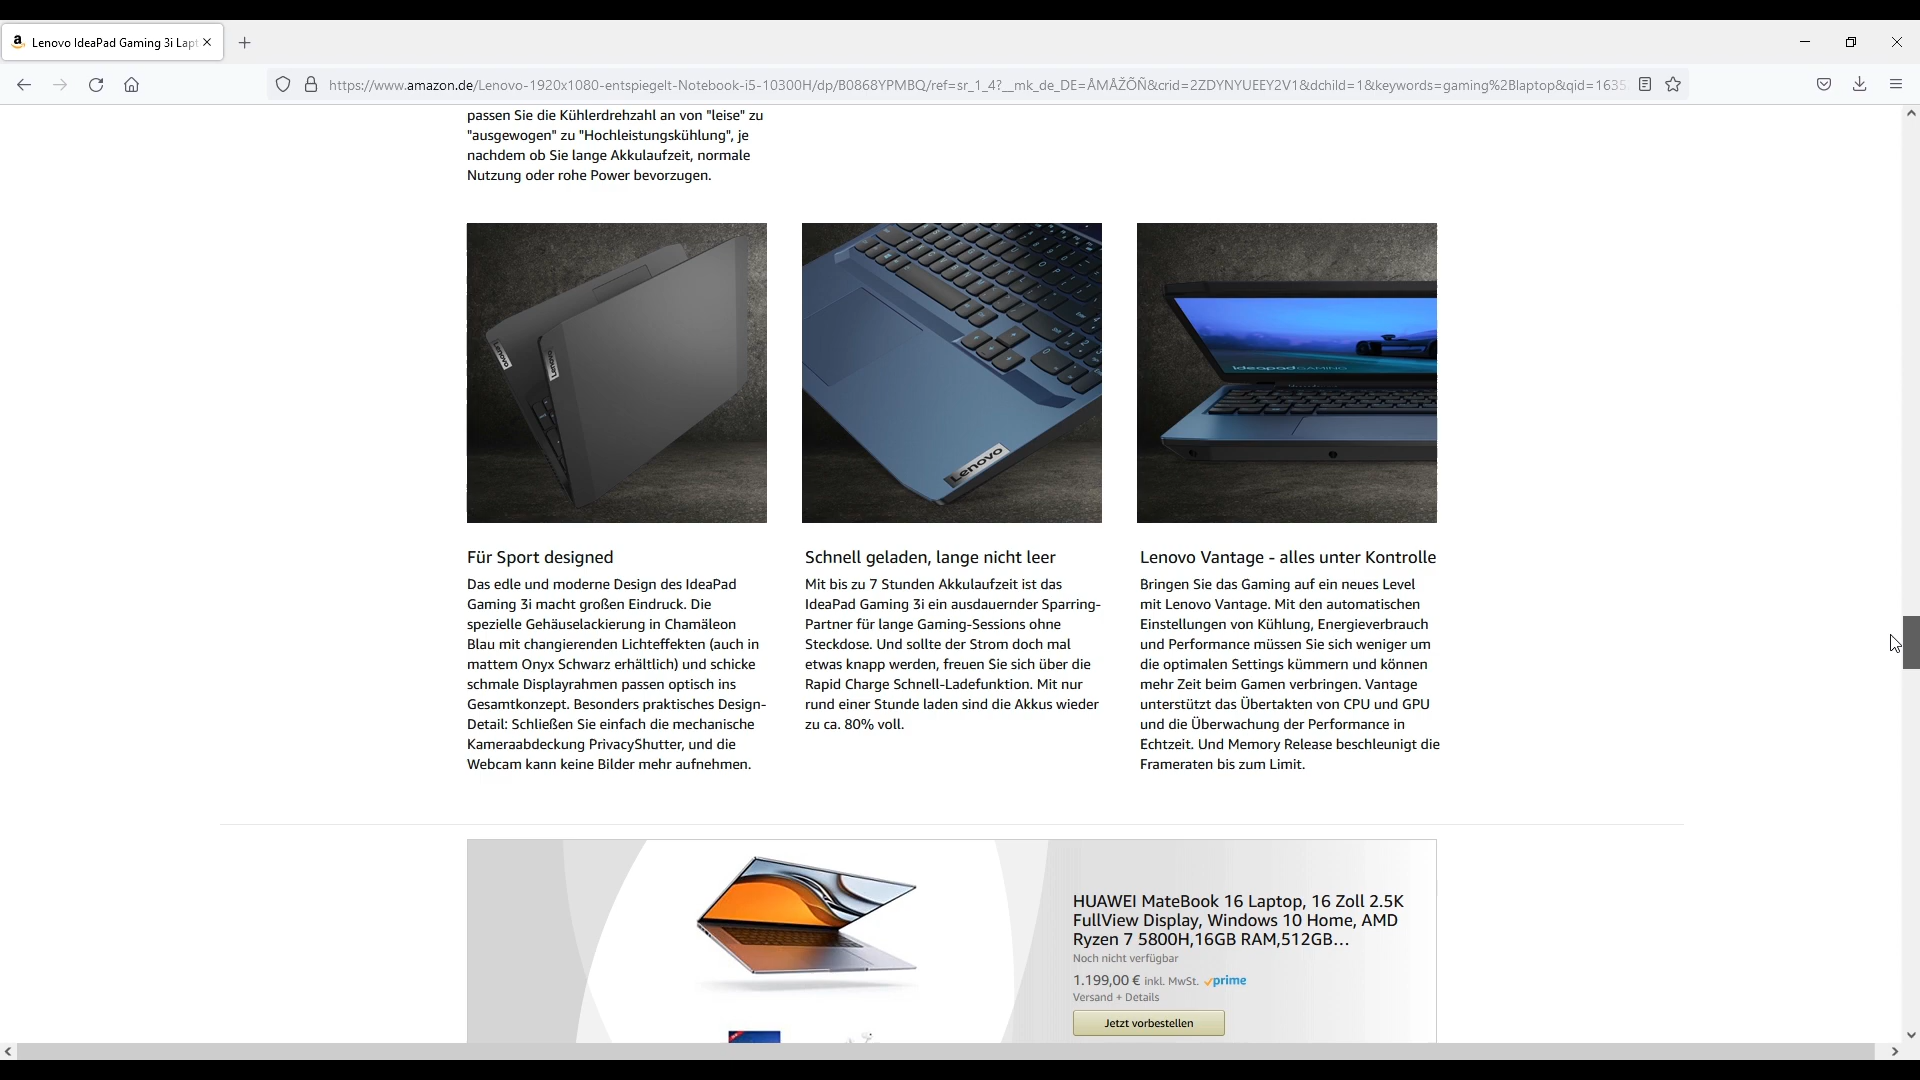 Lenovo IdeaPad Gaming 3i Lapt
https://www.amazon.de/Lenovo-1920x1080-entspiegelt-Notebook-i5-10300H/dp/B0868YPMBQ/ref=sr_1_4?__mk_de_DE=ÅMÅŽÕÑ&crid=2ZDYNYUEEY2V1&dchild=1&keywords=gaming%2Blaptop&qid=1635
passen Sie die Kühlerdrehzahl an von "leise" zu
"ausgewogen" zu "Hochleistungskühlung", je
nachdem ob Sie lange Akkulaufzeit, normale
Nutzung oder rohe Power bevorzugen.
Lenovo
Lenovo
Lenovo
ideapad GAMING
Für Sport designed
Das edle und moderne Design des IdeaPad
Gaming 3i macht großen Eindruck. Die
spezielle Gehäuselackierung in Chamäleon
Blau mit changierenden Lichteffekten (auch in
mattem Onyx Schwarz erhältlich) und schicke
schmale Displayrahmen passen optisch ins
Gesamtkonzept. Besonders praktisches Design-
Detail: Schließen Sie einfach die mechanische
Kameraabdeckung PrivacyShutter, und die
Webcam kann keine Bilder mehr aufnehmen.
Schnell geladen, lange nicht leer
Mit bis zu 7 Stunden Akkulaufzeit ist das
IdeaPad Gaming 3i ein ausdauernder Sparring-
Partner für lange Gaming-Sessions ohne
Steckdose. Und sollte der Strom doch mal
etwas knapp werden, freuen Sie sich über die
Rapid Charge Schnell-Ladefunktion. Mit nur
rund einer Stunde laden sind die Akkus wieder
zu ca. 80% voll.
Lenovo Vantage - alles unter Kontrolle
Bringen Sie das Gaming auf ein neues Level
mit Lenovo Vantage. Mit den automatischen
Einstellungen von Kühlung, Energieverbrauch
und Performance müssen Sie sich weniger um
die optimalen Settings kümmern und können
mehr Zeit beim Gamen verbringen. Vantage
unterstützt das Übertakten von CPU und GPU
und die Überwachung der Performance in
Echtzeit. Und Memory Release beschleunigt die
Frameraten bis zum Limit.
HUAWEI MateBook 16 Laptop, 16 Zoll 2.5K
FullView Display, Windows 10 Home, AMD
Ryzen 7 5800H,16GB RAM,512GB...
Noch nicht verfügbar
1.199,00 € inkl. MwSt. prime
Versand + Details
Jetzt vorbestellen